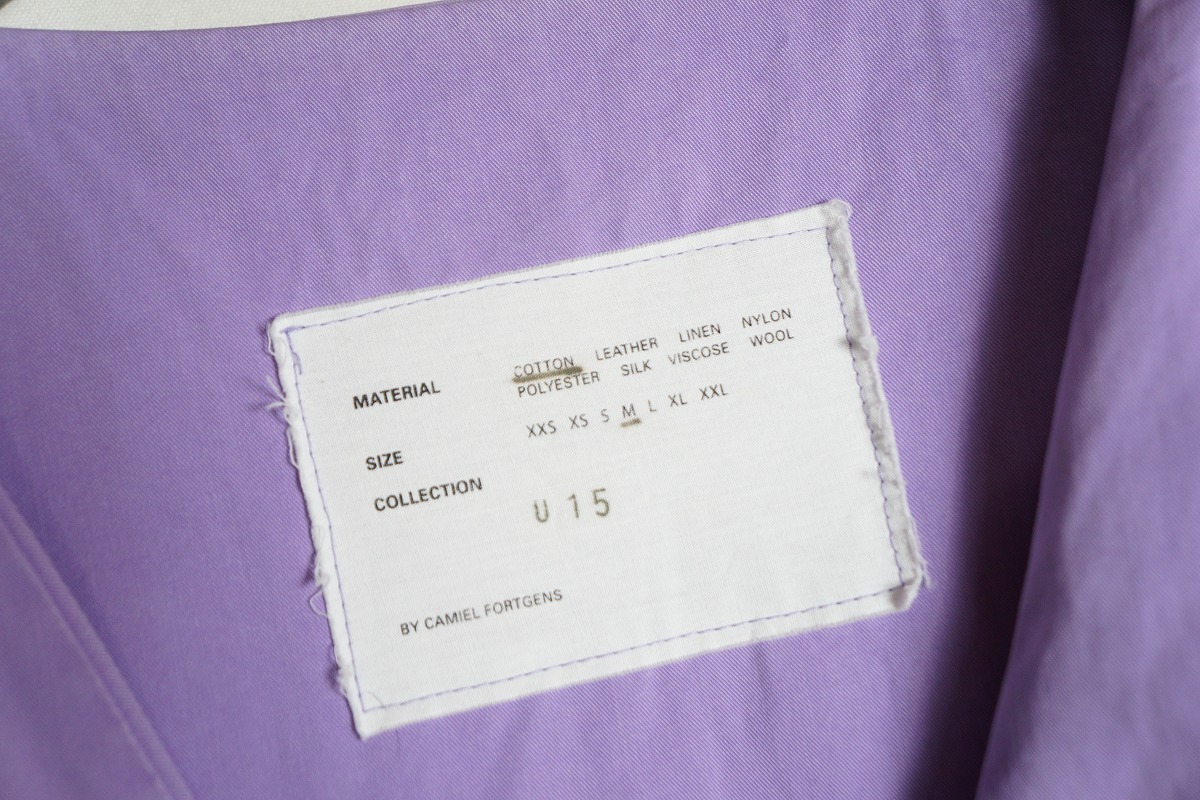 MATERIAL COTTON LEATHER LINEN NYLON
POLYESTER SILK VISCOSE WOOL
SIZE XXS XS S M L XL XXL
COLLECTION U 15
BY CAMIEL FORTGENS